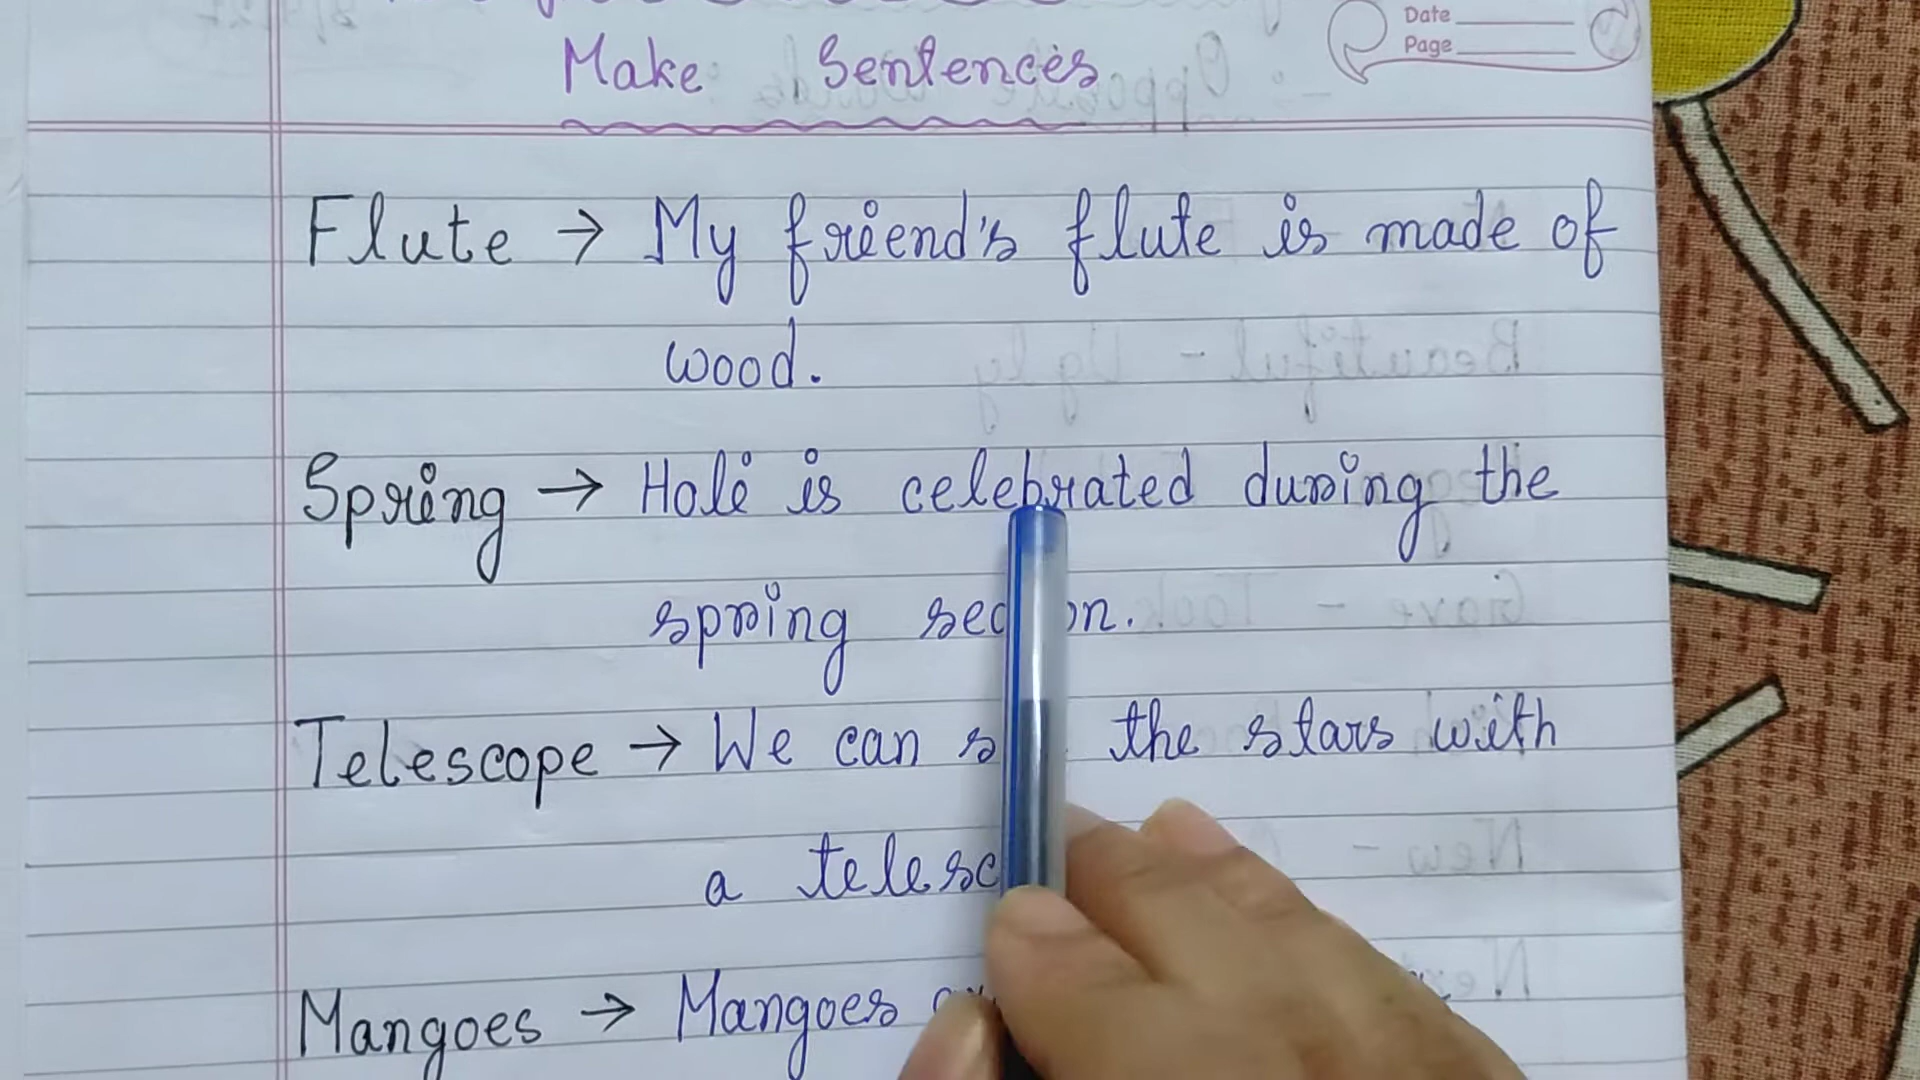 Date
Page
Make Sentences
Flute → My friend's flute is made of
wood.
Spring → Holi is celebrated during the
spring
Telescope → We can the stars with
a
Mangoes → Mangoes